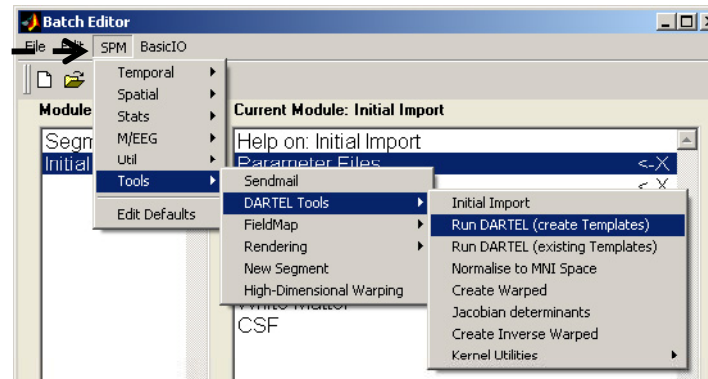 Batch Editor
File Edit SPM BasicIO
Temporal
Spatial
Stats
M/EEG
Util
Tools
Edit Defaults
Module
Current Module: Initial Import
Segm
Initial
Help on: Initial Import
Parameter Files <-X
<-X
Sendmail
DARTEL Tools
FieldMap
Rendering
New Segment
High-Dimensional Warping
Initial Import
Run DARTEL (create Templates)
Run DARTEL (existing Templates)
Normalise to MNI Space
Create Warped
Jacobian determinants
Create Inverse Warped
Kernel Utilities
White Matter
CSF